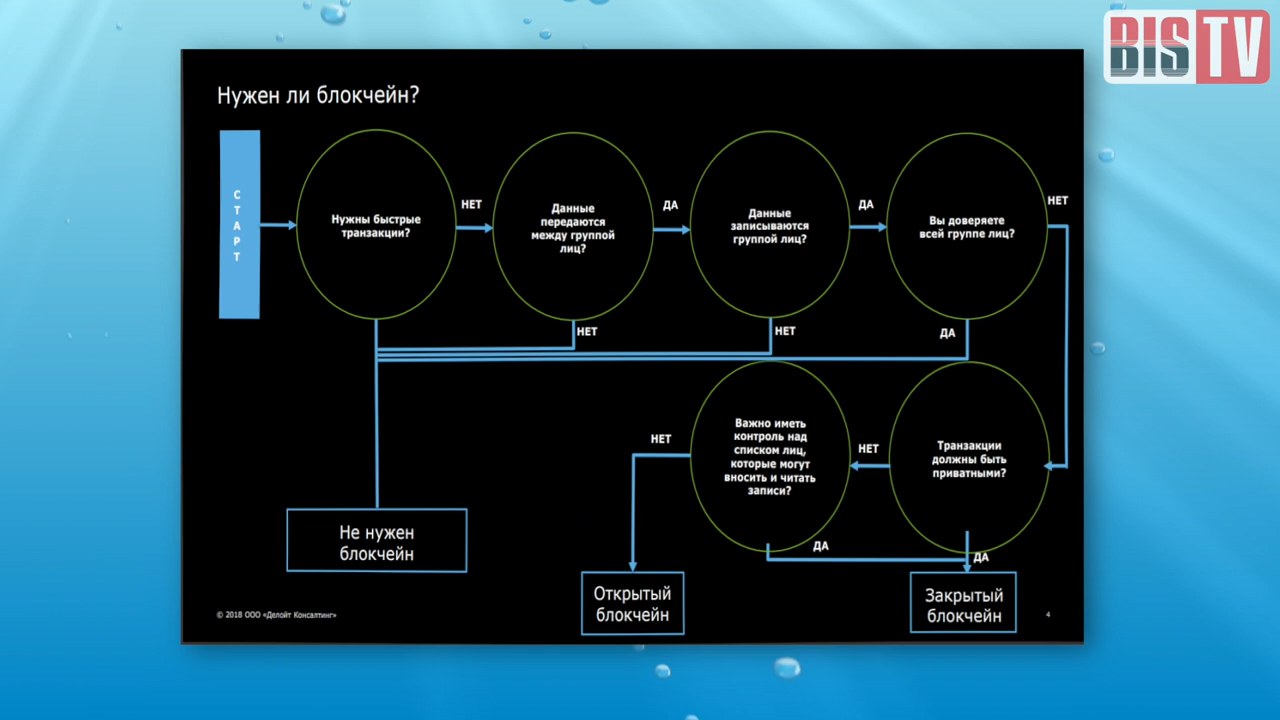 BIS TV
Нужен ли блокчейн?
С
Т
А
Р
Т
Нужны быстрые
транзакции?
НЕТ
Данные
передаются
между группой
лиц?
ДА
Данные
записываются
группой лиц?
ДА
Вы доверяете
всей группе лиц?
НЕТ
НЕТ
НЕТ
ДА
Важно иметь
контроль над
списком лиц,
которые могут
вносить и читать
записи?
НЕТ
НЕТ
Транзакции
должны быть
приватными?
ДА
ДА
Не нужен
блокчейн
Открытый
блокчейн
Закрытый
блокчейн
© 2018 ООО «Делойт Консалтинг»
4